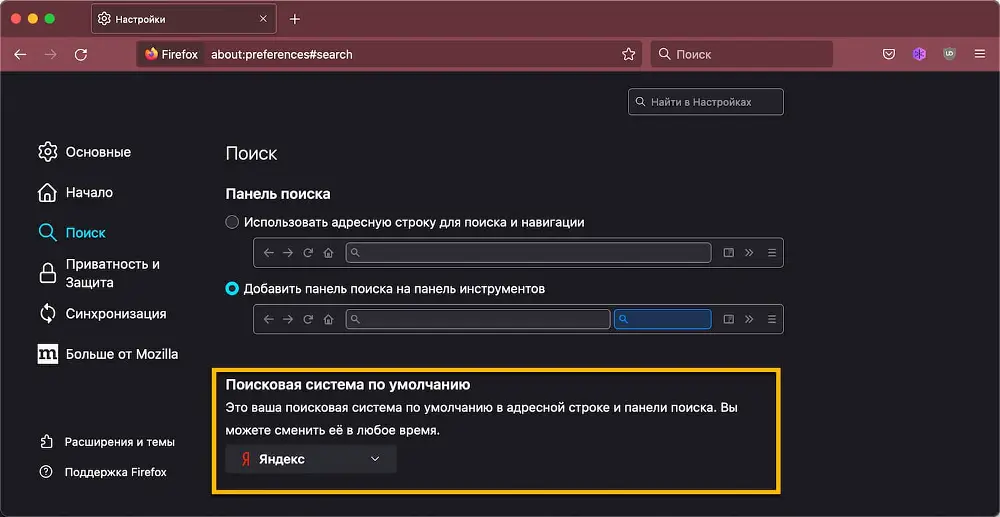 Настройки
Firefox about:preferences#search
Поиск
Найти в Настройках
Основные
Начало
Поиск
Приватность и
Защита
Синхронизация
Больше от Mozilla
Расширения и темы
Поддержка Firefox
Поиск
Панель поиска
Использовать адресную строку для поиска и навигации
Добавить панель поиска на панель инструментов
Поисковая система по умолчанию
Это ваша поисковая система по умолчанию в адресной строке и панели поиска. Вы
можете сменить её в любое время.
Я Яндекс